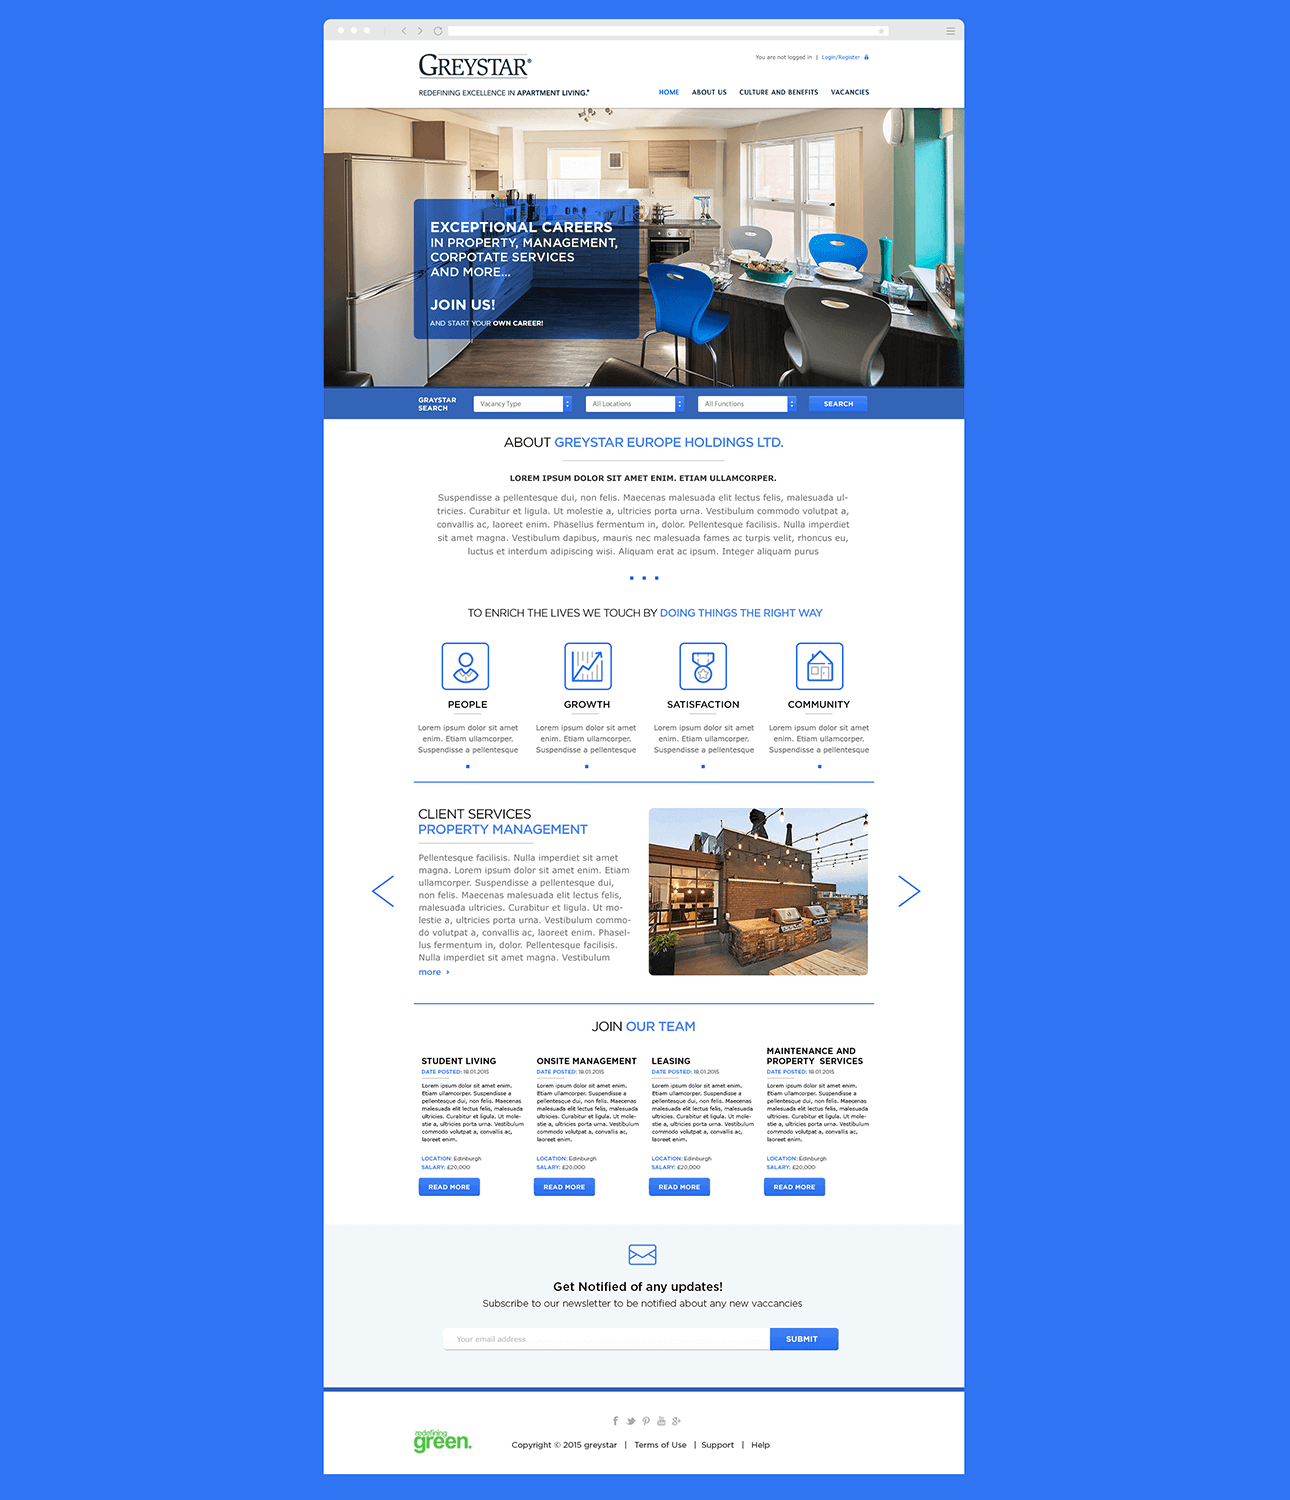 GREYSTAR®
REDEFINING EXCELLENCE IN APARTMENT LIVING.®
You are not logged in | Login/Register
HOME ABOUT US CULTURE AND BENEFITS VACANCIES
EXCEPTIONAL CAREERS
IN PROPERTY, MANAGEMENT,
CORPOTATE SERVICES
AND MORE...
JOIN US!
AND START YOUR OWN CAREER!
GRAYSTAR
SEARCH
Vacancy Type
All Locations
All Functions
SEARCH
ABOUT GREYSTAR EUROPE HOLDINGS LTD.
LOREM IPSUM DOLOR SIT AMET ENIM. ETIAM ULLAMCORPER.
Suspendisse a pellentesque dui, non felis. Maecenas malesuada elit lectus felis, malesuada ul-
tricies. Curabitur et ligula. Ut molestie a, ultricies porta urna. Vestibulum commodo volutpat a,
convallis ac, laoreet enim. Phasellus fermentum in, dolor. Pellentesque facilisis. Nulla imperdiet
sit amet magna. Vestibulum dapibus, mauris nec malesuada fames ac turpis velit, rhoncus eu,
luctus et interdum adipiscing wisi. Aliquam erat ac ipsum. Integer aliquam purus
TO ENRICH THE LIVES WE TOUCH BY DOING THINGS THE RIGHT WAY
PEOPLE
Lorem ipsum dolor sit amet
enim. Etiam ullamcorper.
Suspendisse a pellentesque
GROWTH
Lorem ipsum dolor sit amet
enim. Etiam ullamcorper.
Suspendisse a pellentesque
SATISFACTION
Lorem ipsum dolor sit amet
enim. Etiam ullamcorper.
Suspendisse a pellentesque
COMMUNITY
Lorem ipsum dolor sit amet
enim. Etiam ullamcorper.
Suspendisse a pellentesque
CLIENT SERVICES
PROPERTY MANAGEMENT
Pellentesque facilisis. Nulla imperdiet sit amet
magna. Lorem ipsum dolor sit amet enim. Etiam
ullamcorper. Suspendisse a pellentesque dui,
non felis. Maecenas malesuada elit lectus felis,
malesuada ultricies. Curabitur et ligula. Ut mo-
lestie a, ultricies porta urna. Vestibulum commo-
do volutpat a, convallis ac, laoreet enim. Phasel-
lus fermentum in, dolor. Pellentesque facilisis.
Nulla imperdiet sit amet magna. Vestibulum
more ›
JOIN OUR TEAM
STUDENT LIVING
DATE POSTED: 18.01.2015
Lorem ipsum dolor sit amet enim.
Etiam ullamcorper. Suspendisse a
pellentesque dui, non felis. Maecenas
malesuada elit lectus felis, malesuada
ultricies. Curabitur et ligula. Ut mole-
stie a, ultricies porta urna. Vestibulum
commodo volutpat a, convallis ac,
laoreet enim.
LOCATION: Edinburgh
SALARY: £20,000
READ MORE
ONSITE MANAGEMENT
DATE POSTED: 18.01.2015
Lorem ipsum dolor sit amet enim.
Etiam ullamcorper. Suspendisse a
pellentesque dui, non felis. Maecenas
malesuada elit lectus felis, malesuada
ultricies. Curabitur et ligula. Ut mole-
stie a, ultricies porta urna. Vestibulum
commodo volutpat a, convallis ac,
laoreet enim.
LOCATION: Edinburgh
SALARY: £20,000
READ MORE
LEASING
DATE POSTED: 18.01.2015
Lorem ipsum dolor sit amet enim.
Etiam ullamcorper. Suspendisse a
pellentesque dui, non felis. Maecenas
malesuada elit lectus felis, malesuada
ultricies. Curabitur et ligula. Ut mole-
stie a, ultricies porta urna. Vestibulum
commodo volutpat a, convallis ac,
laoreet enim.
LOCATION: Edinburgh
SALARY: £20,000
READ MORE
MAINTENANCE AND
PROPERTY SERVICES
DATE POSTED: 18.01.2015
Lorem ipsum dolor sit amet enim.
Etiam ullamcorper. Suspendisse a
pellentesque dui, non felis. Maecenas
malesuada elit lectus felis, malesuada
ultricies. Curabitur et ligula. Ut mole-
stie a, ultricies porta urna. Vestibulum
commodo volutpat a, convallis ac,
laoreet enim.
LOCATION: Edinburgh
SALARY: £20,000
READ MORE
Get Notified of any updates!
Subscribe to our newsletter to be notified about any new vaccancies
Your email address
SUBMIT
redefining
green.
Copyright © 2015 greystar | Terms of Use | Support | Help